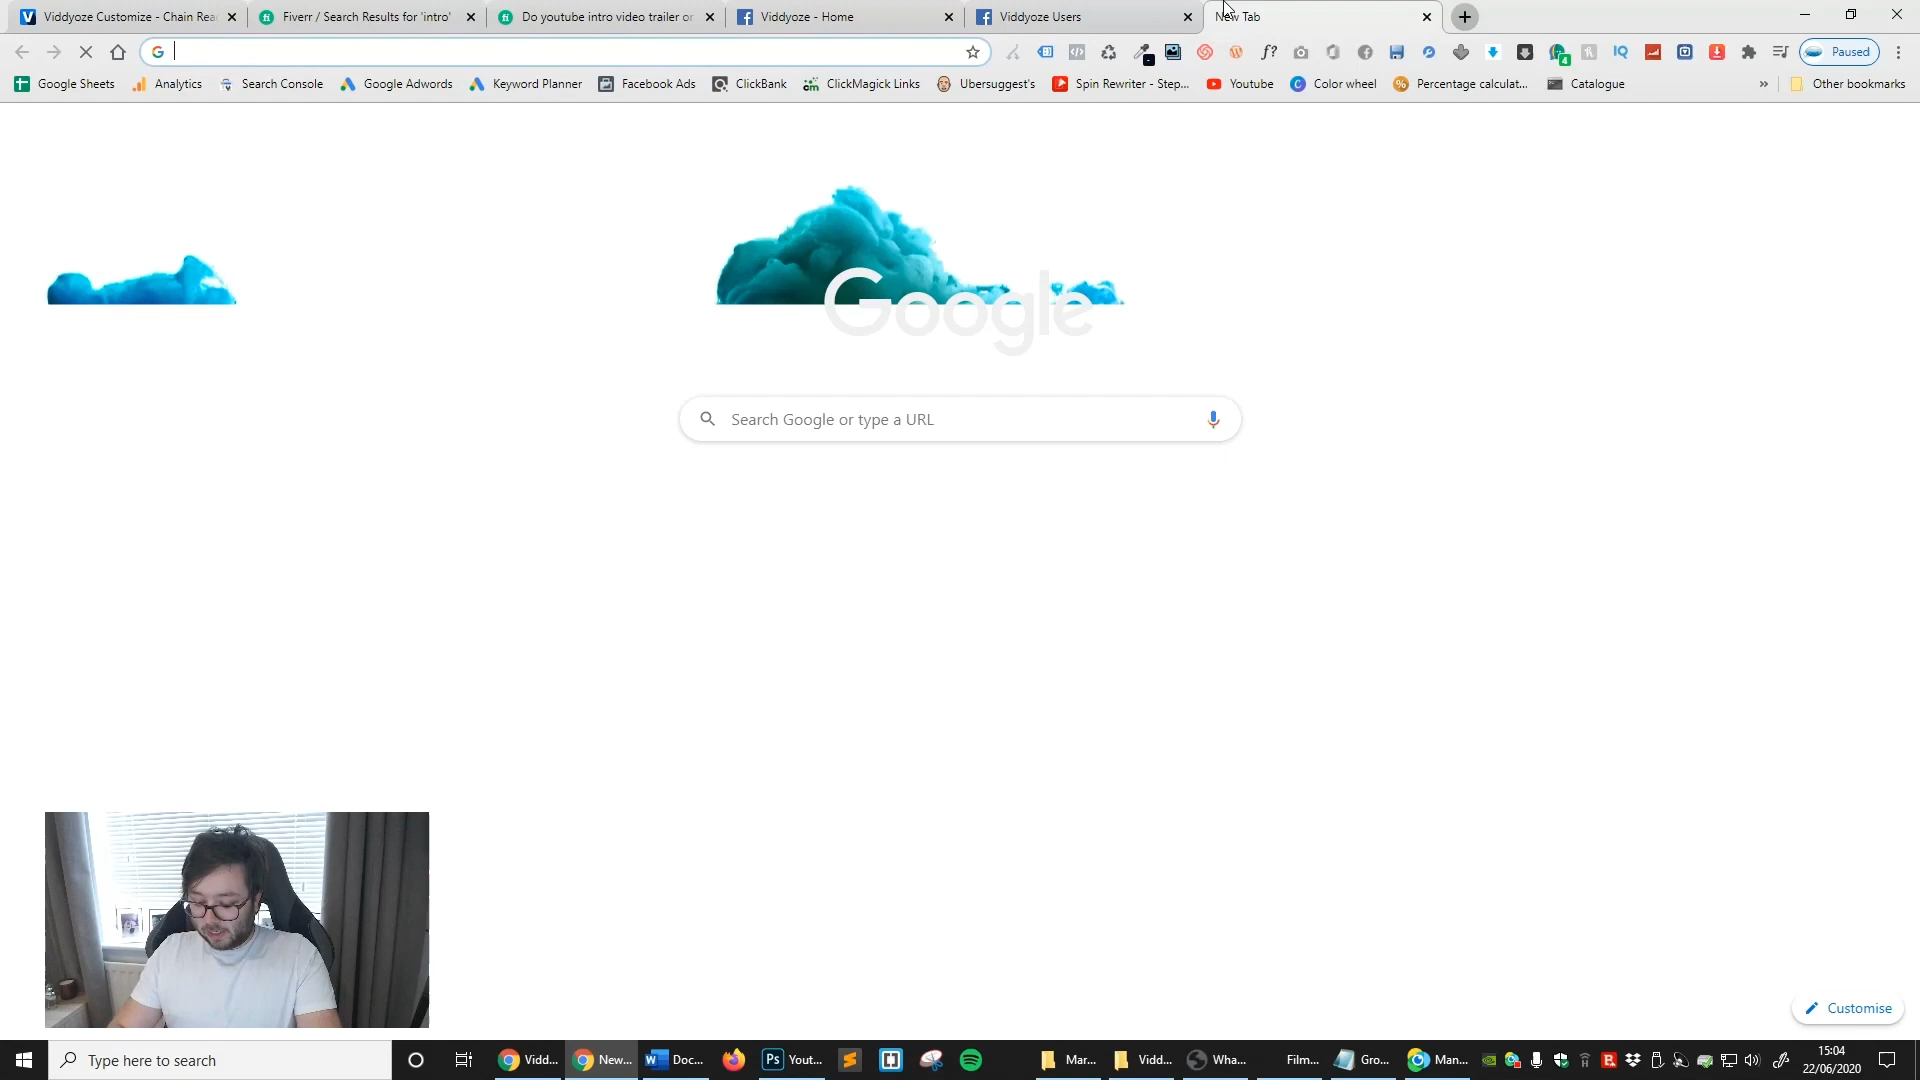 Viddyoze Customize - Chain Rea
Fiverr / Search Results for 'intro'
Do youtube intro video trailer or
Viddyoze - Home
Viddyoze Users
New Tab
Paused
Google Sheets
Analytics
Search Console
Google Adwords
Keyword Planner
Facebook Ads
ClickBank
ClickMagick Links
Ubersuggest's
Spin Rewriter - Step...
Youtube
Color wheel
Percentage calculat...
Catalogue
»
Other bookmarks
Google
Search Google or type a URL
Customise
Type here to search
Vidd...
New...
Doc...
Yout...
Mar...
Vidd...
Wha...
Film...
Gro...
Man...
15:04
22/06/2020